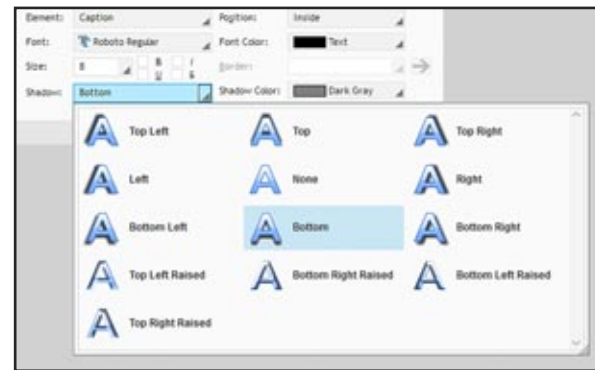 Element: Caption Position: Inside
Font: Roboto Regular Font Color: Text
Size: 8 B I U S Border:
Shadow: Bottom Shadow Color: Dark Gray
Top Left Top Top Right
Left None Right
Bottom Left Bottom Bottom Right
Top Left Raised Bottom Right Raised Bottom Left Raised
Top Right Raised